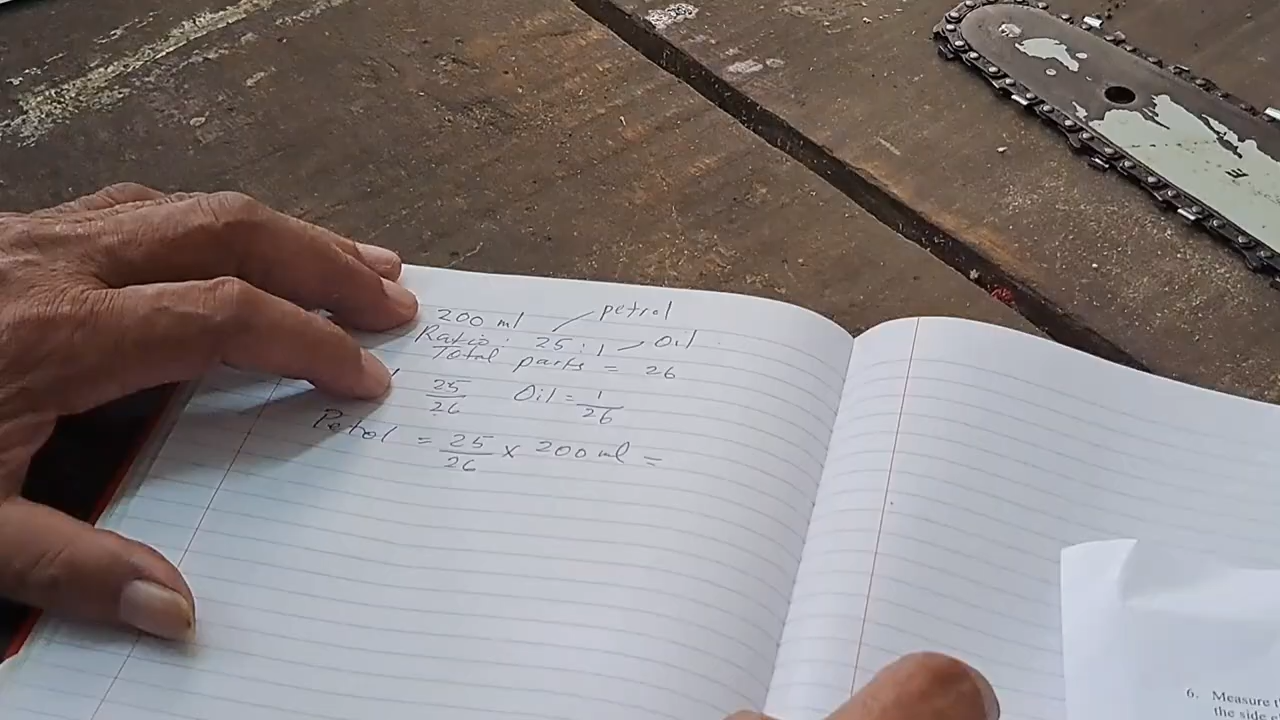 200 ml petrol
Ratio : 25 : 1 Oil
Total parts = 26
25/26 Oil = 1/26
Petrol = 25/26 x 200 ml =
6. Measure
the side
E